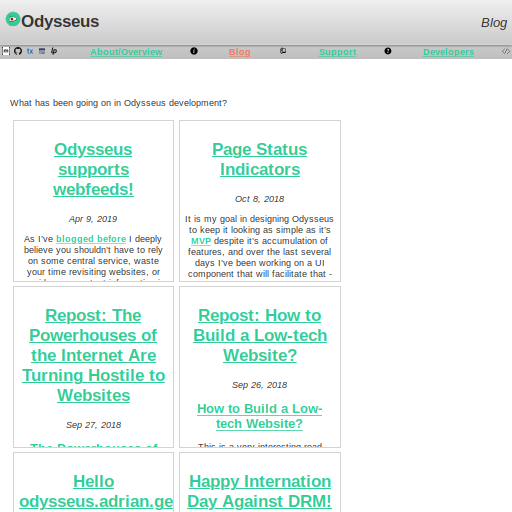 Odysseus
Blog
About/Overview
Blog
Support
Developers
What has been going on in Odysseus development?
Odysseus
supports
webfeeds!
Apr 9, 2019
As I've blogged before I deeply
believe you shouldn't have to rely
on some central service, waste
your time revisiting websites, or
Page Status
Indicators
Oct 8, 2018
It is my goal in designing Odysseus
to keep it looking as simple as it's
MVP despite it's accumulation of
features, and over the last several
days I've been working on a UI
component that will facilitate that -
Repost: The
Powerhouses of
the Internet Are
Turning Hostile to
Websites
Sep 27, 2018
The Powerhouses of
Repost: How to
Build a Low-tech
Website?
Sep 26, 2018
How to Build a Low-
tech Website?
This is a very interesting read
Hello
odysseus.adrian.ge
Happy Internation
Day Against DRM!